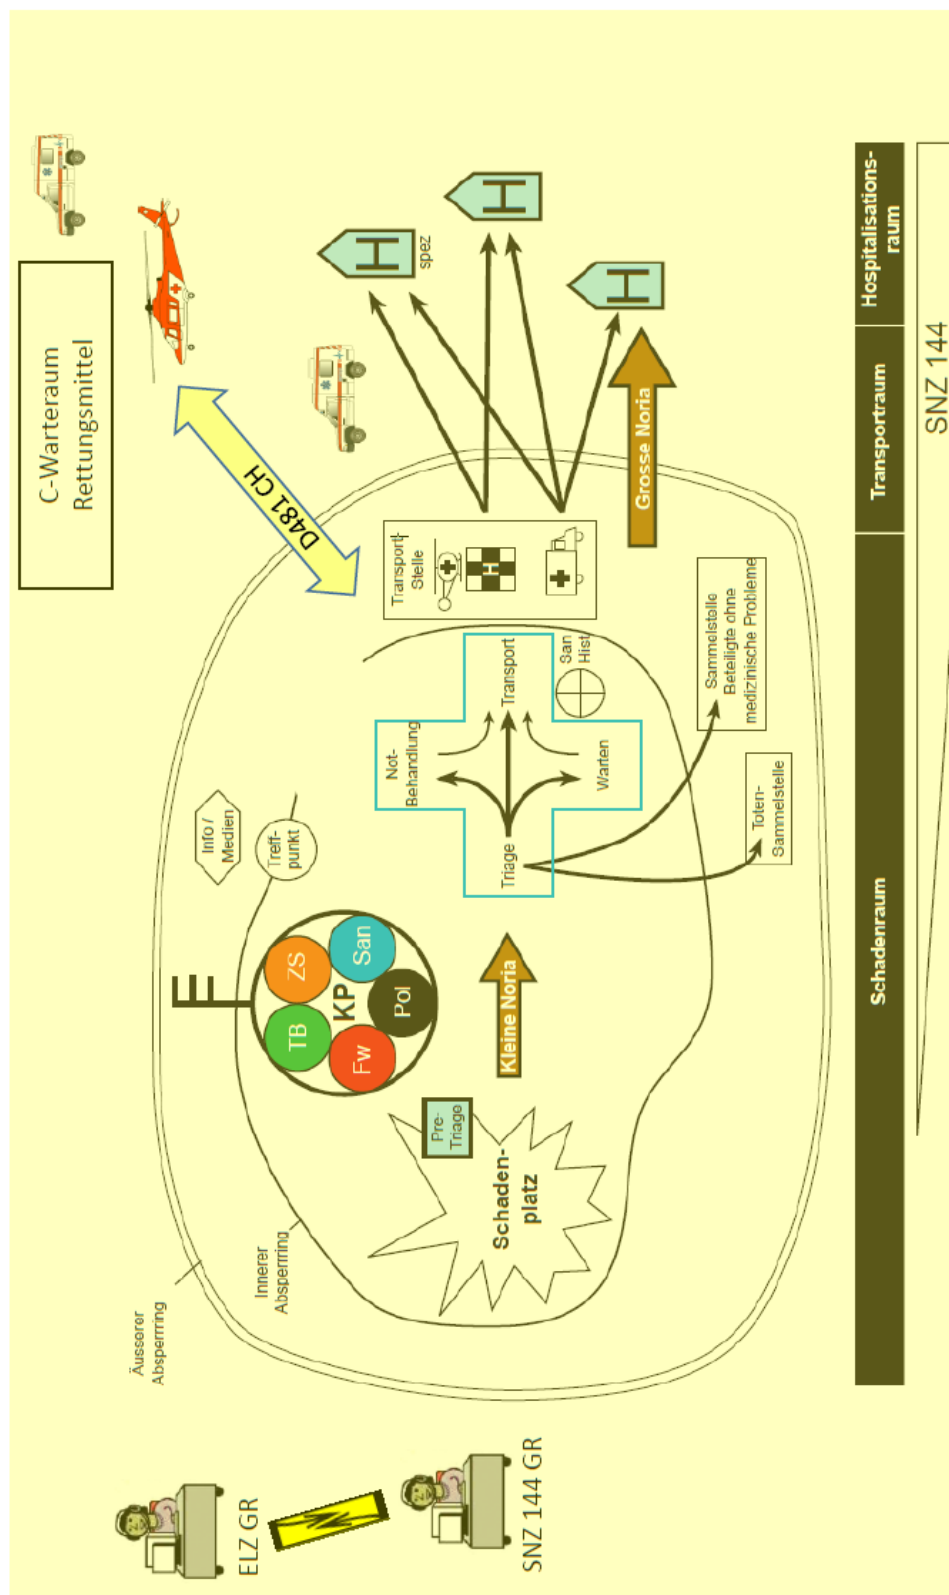 ELZ GR
SNZ 144 GR
Äusserer
Absperrring
Innerer
Absperrring
Schaden-
platz
Pre-
Triage
Kleine Noria
E
TB
ZS
KP
Fw
San
Pol
Info /
Medien
Treff-
punkt
Triage
Not-
Behandlung
Transport
Warten
San
Hist
Toten-
Sammelstelle
Sammelstelle
Beteiligte ohne
medizinische Probleme
Transport-
Stelle
H
D481 CH
C-Warteraum
Rettungsmittel
Grosse Noria
H
spez
H
H
Schadenraum
Transportraum
Hospitalisations-
raum
SNZ 144